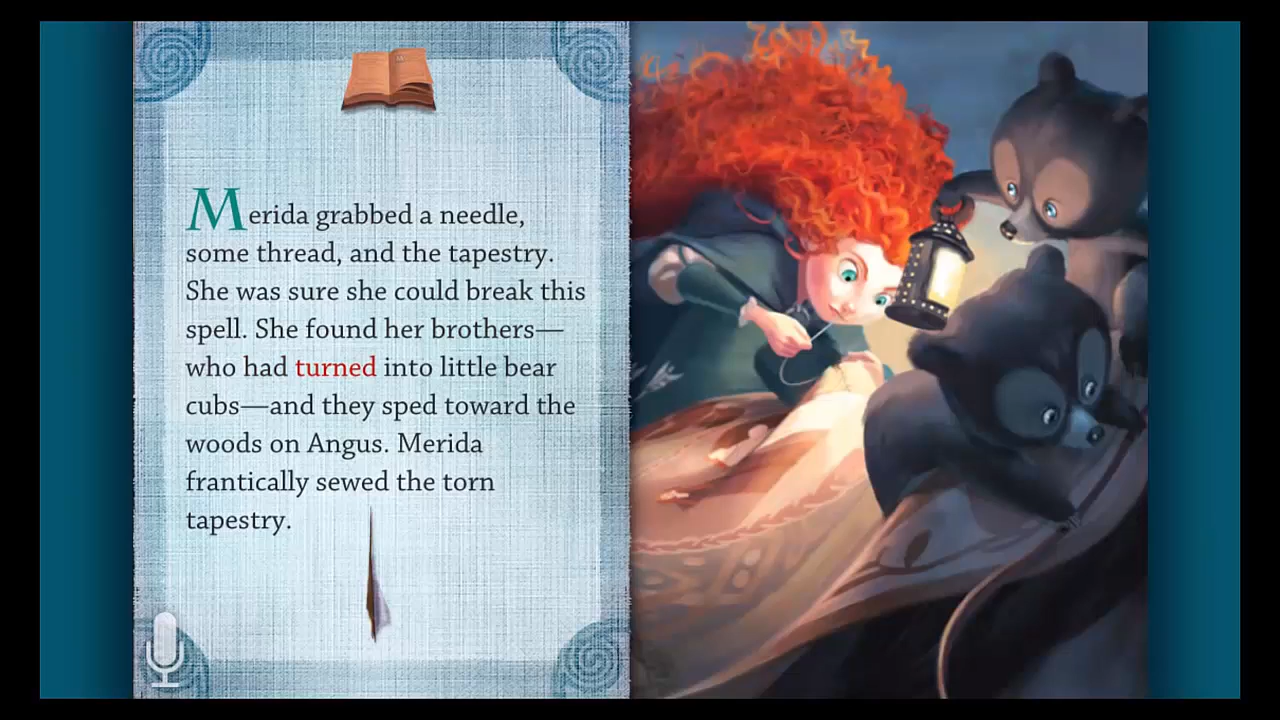 Merida grabbed a needle,
some thread, and the tapestry.
She was sure she could break this
spell. She found her brothers—
who had turned into little bear
cubs—and they sped toward the
woods on Angus. Merida
frantically sewed the torn
tapestry.